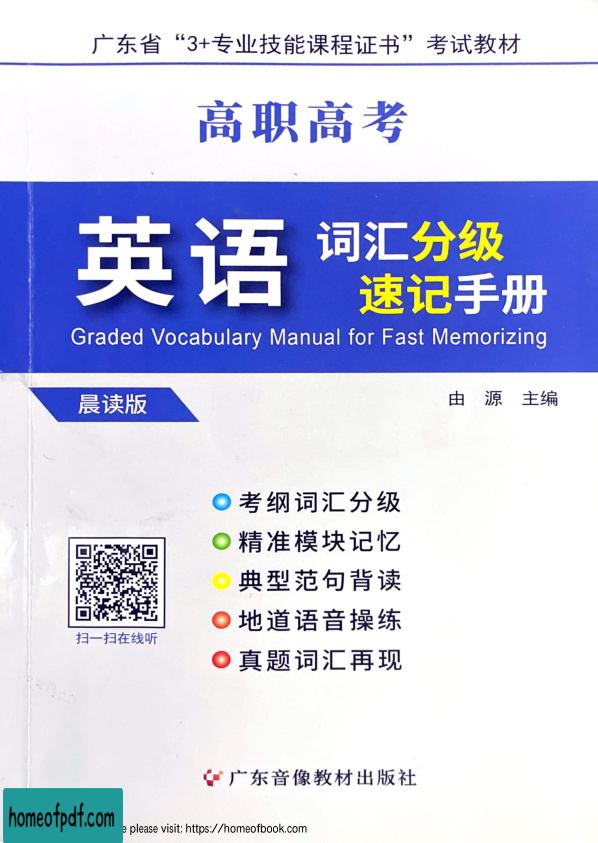 广东省“3+专业技能课程证书”考试教材
高职高考
英语 词汇分级
速记手册
Graded Vocabulary Manual for Fast Memorizing
晨读版
由 源 主编
考纲词汇分级
精准模块记忆
典型范句背读
地道语音操练
真题词汇再现
扫一扫在线听
广东音像教材出版社
homeofpdf.com
e please visit: https://homeofbook.com